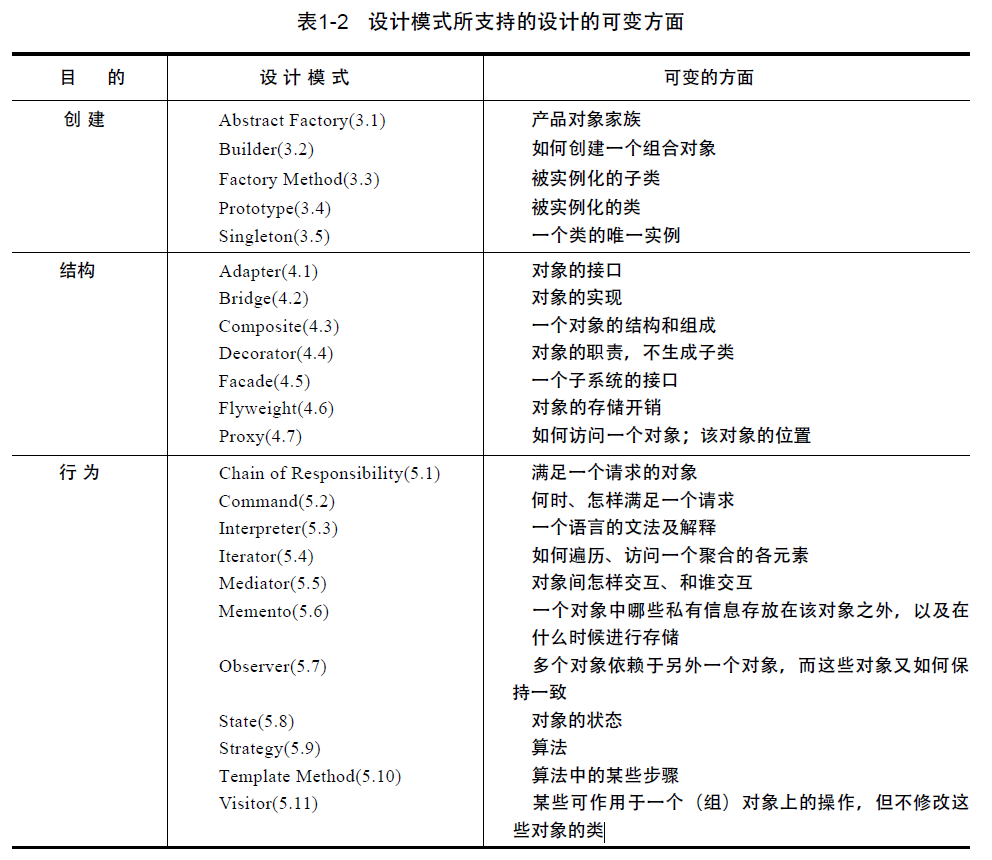 表1-2 设计模式所支持的设计的可变方面
目 的 设 计 模 式 可变的方面
创 建 Abstract Factory(3.1) 产品对象家族
Builder(3.2) 如何创建一个组合对象
Factory Method(3.3) 被实例化的子类
Prototype(3.4) 被实例化的类
Singleton(3.5) 一个类的唯一实例
结构 Adapter(4.1) 对象的接口
Bridge(4.2) 对象的实现
Composite(4.3) 一个对象的结构和组成
Decorator(4.4) 对象的职责，不生成子类
Facade(4.5) 一个子系统的接口
Flyweight(4.6) 对象的存储开销
Proxy(4.7) 如何访问一个对象；该对象的位置
行 为 Chain of Responsibility(5.1) 满足一个请求的对象
Command(5.2) 何时、怎样满足一个请求
Interpreter(5.3) 一个语言的文法及解释
Iterator(5.4) 如何遍历、访问一个聚合的各元素
Mediator(5.5) 对象间怎样交互、和谁交互
Memento(5.6) 一个对象中哪些私有信息存放在该对象之外，以及在
什么时候进行存储
Observer(5.7) 多个对象依赖于另外一个对象，而这些对象又如何保
持一致
State(5.8) 对象的状态
Strategy(5.9) 算法
Template Method(5.10) 算法中的某些步骤
Visitor(5.11) 某些可作用于一个（组）对象上的操作，但不修改这
些对象的类